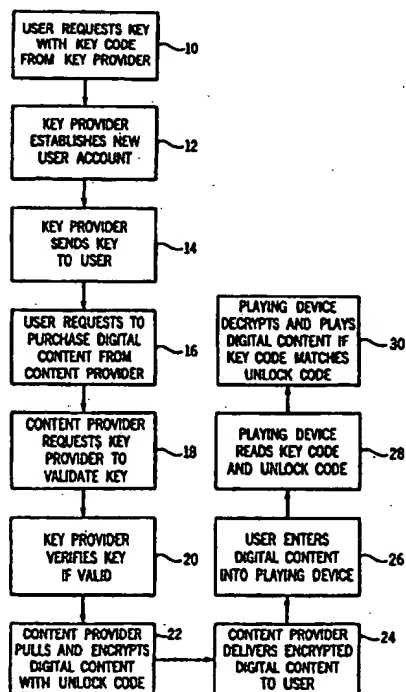 USER REQUESTS KEY
WITH KEY CODE
FROM KEY PROVIDER
10
KEY PROVIDER
ESTABLISHES NEW
USER ACCOUNT
12
KEY PROVIDER
SENDS KEY
TO USER
14
USER REQUESTS TO
PURCHASE DIGITAL
CONTENT FROM
CONTENT PROVIDER
16
CONTENT PROVIDER
REQUESTS KEY
PROVIDER TO
VALIDATE KEY
18
KEY PROVIDER
VERIFIES KEY
IF VALID
20
CONTENT PROVIDER
PULLS AND ENCRYPTS
DIGITAL CONTENT
WITH UNLOCK CODE
22
CONTENT PROVIDER
DELIVERS ENCRYPTED
DIGITAL CONTENT
TO USER
24
USER ENTERS
DIGITAL CONTENT
INTO PLAYING DEVICE
26
PLAYING DEVICE
READS KEY CODE
AND UNLOCK CODE
28
PLAYING DEVICE
DECRYPTS AND PLAYS
DIGITAL CONTENT IF
KEY CODE MATCHES
UNLOCK CODE
30